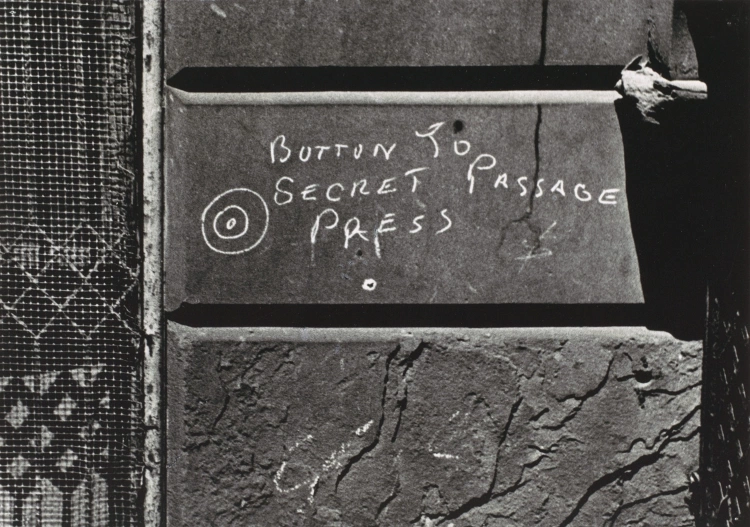 BUTTON TO
SECRET PASSAGE
PRESS